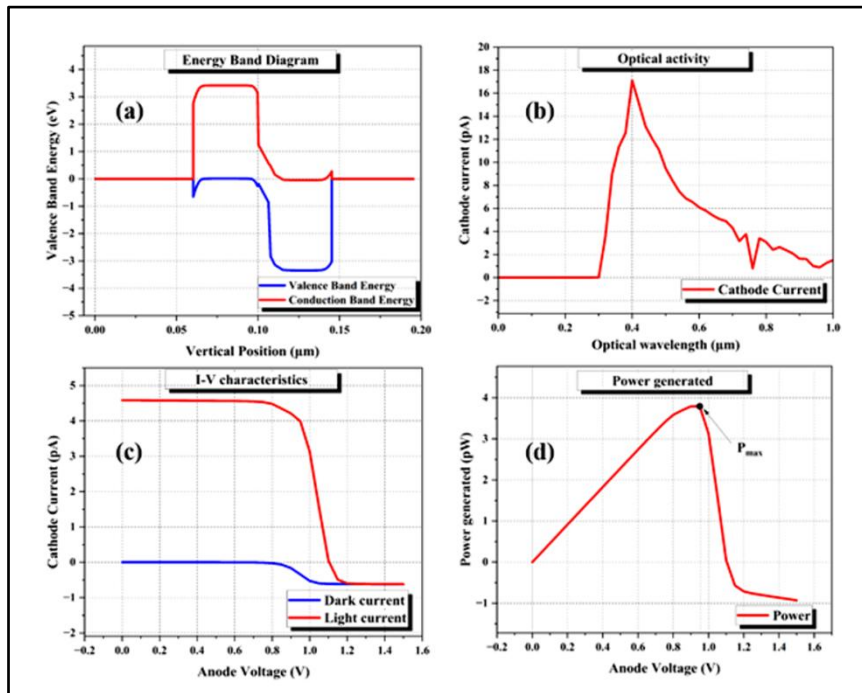 Energy Band Diagram
(a)
Valence Band Energy (eV)
5
4
3
2
1
0
-1
-2
-3
-4
-5
Valence Band Energy
Conduction Band Energy
0.00 0.05 0.10 0.15 0.20
Vertical Position (µm)
Optical activity
(b)
Cathode current (pA)
20
18
16
14
12
10
8
6
4
2
0
-2
Cathode Current
0.0 0.2 0.4 0.6 0.8 1.0
Optical wavelength (µm)
I-V characteristics
(c)
Cathode Current (pA)
5
4
3
2
1
0
-1
-2
Dark current
Light current
-0.2 0.0 0.2 0.4 0.6 0.8 1.0 1.2 1.4 1.6
Anode Voltage (V)
Power generated
(d)
Pmax
Power generated (pW)
4
3
2
1
0
-1
Power
-0.2 0.0 0.2 0.4 0.6 0.8 1.0 1.2 1.4 1.6
Anode Voltage (V)